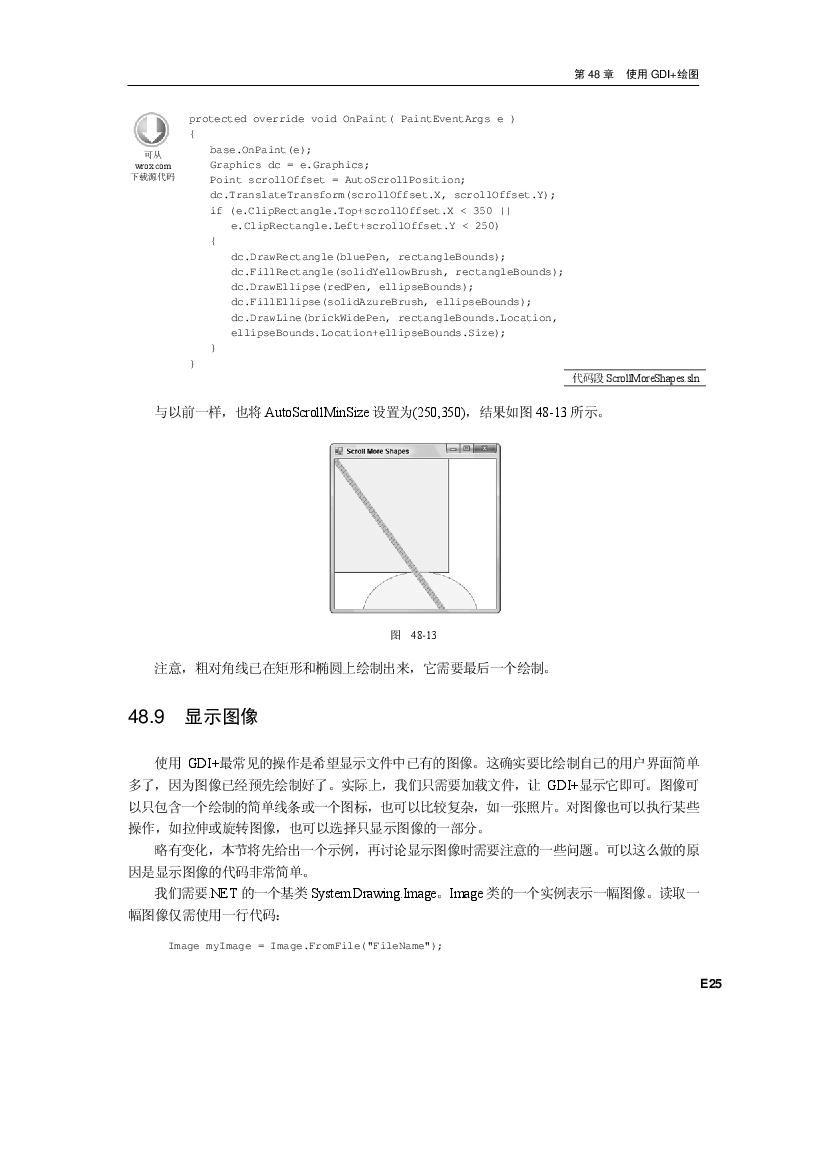 第 48 章 使用 GDI+绘图
可从
wrox.com
下载源代码
protected override void OnPaint( PaintEventArgs e )
{
base.OnPaint(e);
Graphics dc = e.Graphics;
Point scrollOffset = AutoScrollPosition;
dc.TranslateTransform(scrollOffset.X, scrollOffset.Y);
if (e.ClipRectangle.Top+scrollOffset.X < 350 ||
e.ClipRectangle.Left+scrollOffset.Y < 250)
{
dc.DrawRectangle(bluePen, rectangleBounds);
dc.FillRectangle(solidYellowBrush, rectangleBounds);
dc.DrawEllipse(redPen, ellipseBounds);
dc.FillEllipse(solidAzureBrush, ellipseBounds);
dc.DrawLine(brickWidePen, rectangleBounds.Location,
ellipseBounds.Location+ellipseBounds.Size);
}
}
代码段 ScrollMoreShapes.sln
与以前一样，也将 AutoScrollMinSize 设置为(250,350)，结果如图 48-13 所示。
Scroll More Shapes
图 48-13
注意，粗对角线已在矩形和椭圆上绘制出来，它需要最后一个绘制。
48.9 显示图像
使用 GDI+最常见的操作是希望显示文件中已有的图像。这确实要比绘制自己的用户界面简单
多了，因为图像已经预先绘制好了。实际上，我们只需要加载文件，让 GDI+显示它即可。图像可
以只包含一个绘制的简单线条或一个图标，也可以比较复杂，如一张照片。对图像也可以执行某些
操作，如拉伸或旋转图像，也可以选择只显示图像的一部分。
略有变化，本节将先给出一个示例，再讨论显示图像时需要注意的一些问题。可以这么做的原
因是显示图像的代码非常简单。
我们需要.NET 的一个基类 System.Drawing.Image。Image 类的一个实例表示一幅图像。读取一
幅图像仅需使用一行代码：
Image myImage = Image.FromFile("FileName");
E25